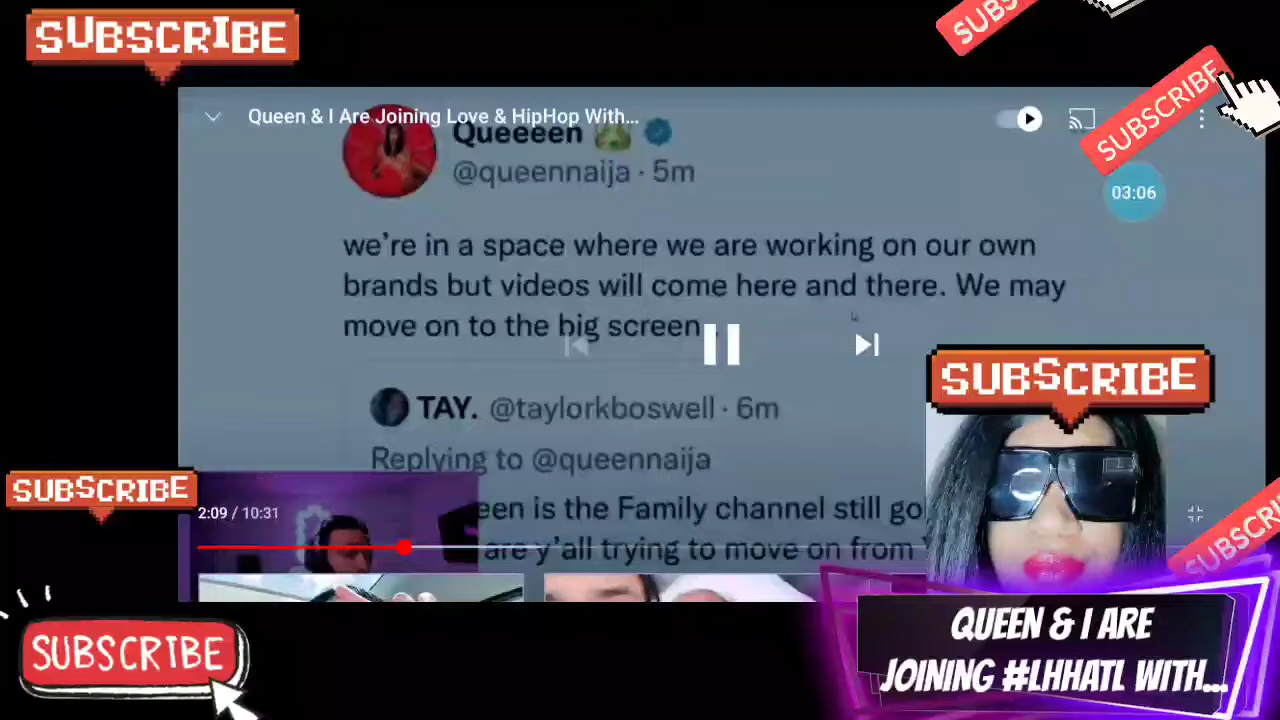 SUBSCRIBE
SUBS
SUBSCRIBE
Queen & I Are Joining Love & HipHop With...
Queeeen
@queennaija · 5m
03:06
we're in a space where we are working on our own
brands but videos will come here and there. We may
move on to the big screen
SUBSCRIBE
TAY. @taylorkboswell · 6m
Replying to @queennaija
SUBSCRIBE
2:09 / 10:31
een is the Family channel still go
are y'all trying to move on from
SUBSCRIBE
SUBSCRIBE
QUEEN & I ARE
JOINING #LHHATL WITH...